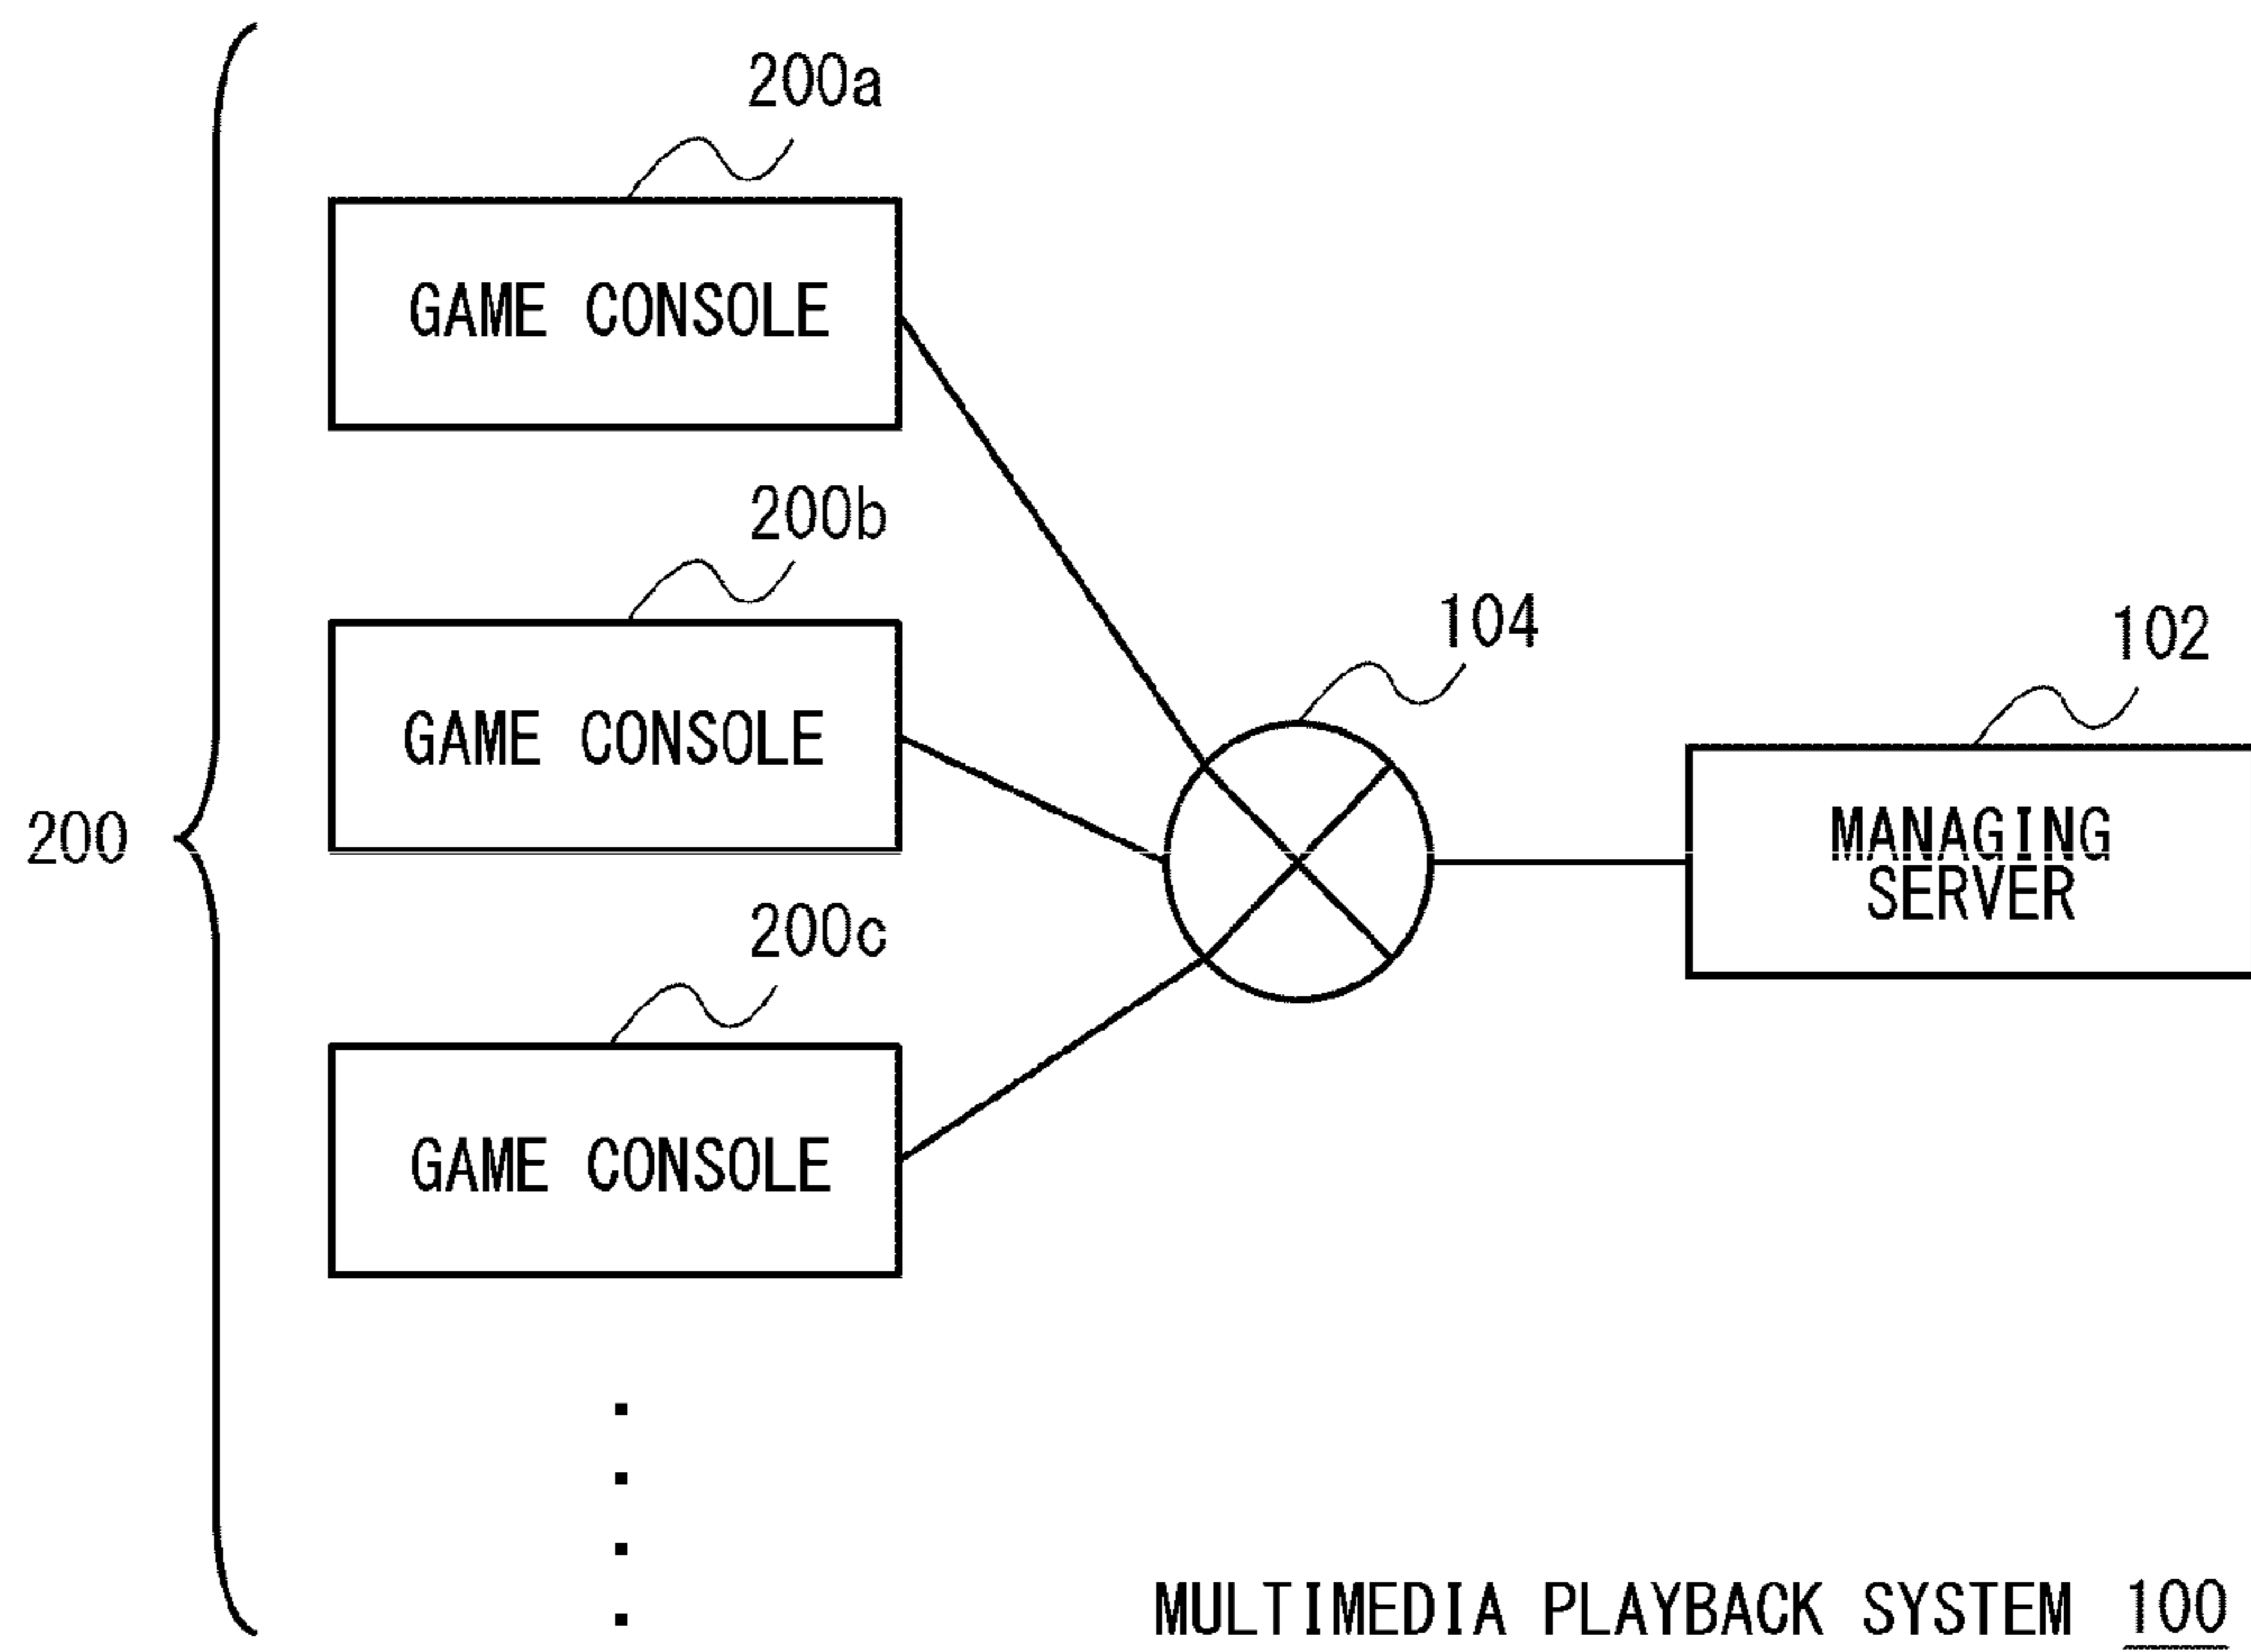 200a
GAME CONSOLE
200b
GAME CONSOLE
104
102
200
MANAGING
SERVER
200c
GAME CONSOLE
MULTIMEDIA PLAYBACK SYSTEM 100